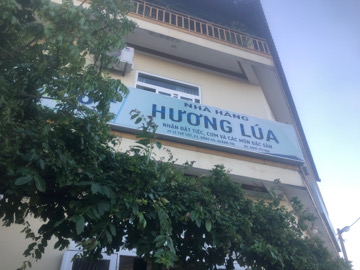 NHÀ HÀNG
HƯƠNG LÚA
NHẬN ĐẶT TIỆC, CƠM VÀ CÁC MÓN ĐẶC SẢN